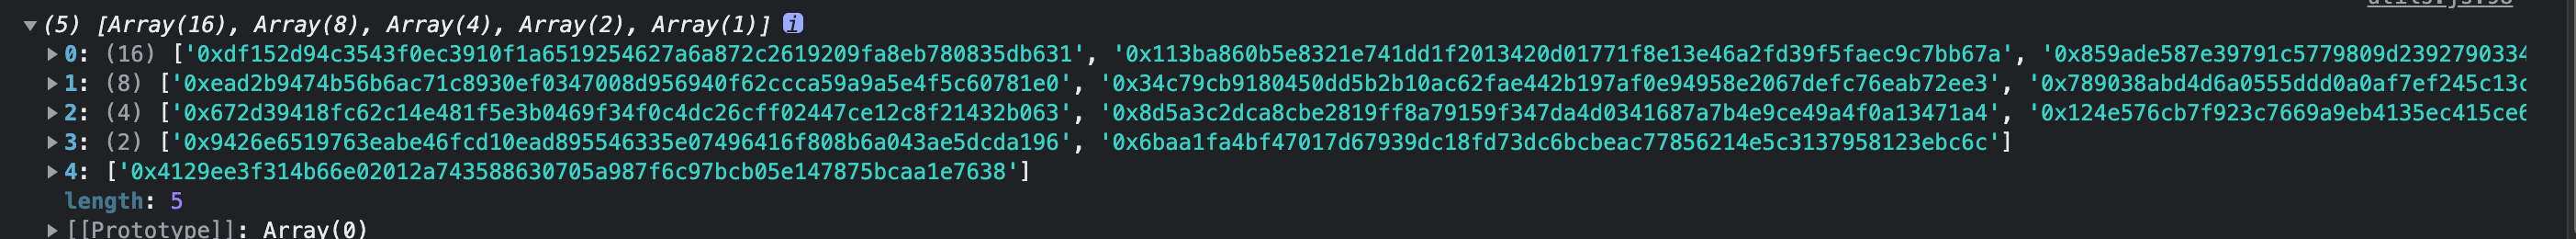 (5) [Array(16), Array(8), Array(4), Array(2), Array(1)] i
0: (16) ['0xdf152d94c3543f0ec3910f1a6519254627a6a872c2619209fa8eb780835db631', '0x113ba860b5e8321e741dd1f2013420d01771f8e13e46a2fd39f5faec9c7bb67a', '0x859ade587e39791c5779809d2392790334
1: (8) ['0xead2b9474b56b6ac71c8930ef0347008d956940f62ccca59a9a5e4f5c60781e0', '0x34c79cb9180450dd5b2b10ac62fae442b197af0e94958e2067defc76eab72ee3', '0x789038abd4d6a0555ddd0a0af7ef245c13c
2: (4) ['0x672d39418fc62c14e481f5e3b0469f34f0c4dc26cff02447ce12c8f21432b063', '0x8d5a3c2dca8cbe2819ff8a79159f347da4d0341687a7b4e9ce49a4f0a13471a4', '0x124e576cb7f923c7669a9eb4135ec415ce6
3: (2) ['0x9426e6519763eabe46fcd10ead895546335e07496416f808b6a043ae5dcda196', '0x6baa1fa4bf47017d67939dc18fd73dc6bcbeac77856214e5c3137958123ebc6c']
4: ['0x4129ee3f314b66e02012a743588630705a987f6c97bcb05e147875bcaa1e7638']
length: 5
[[Prototype]]: Array(0)